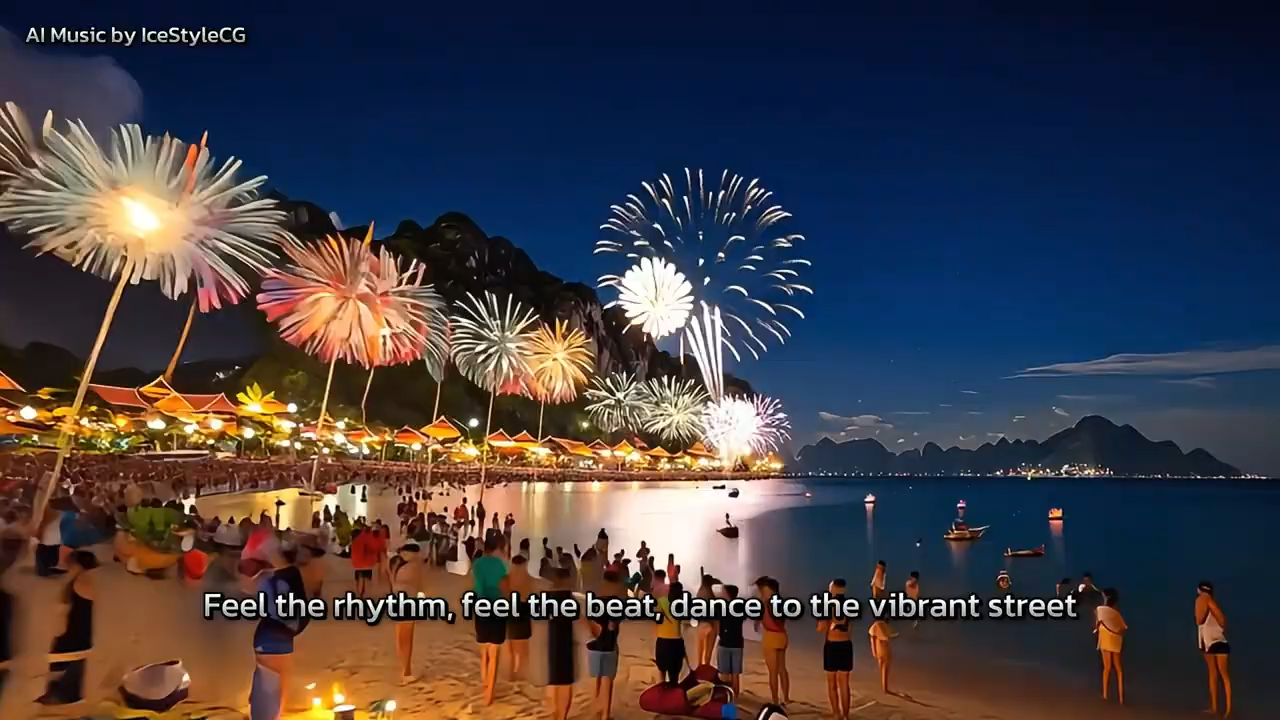 AI Music by IceStyleCG
Feel the rhythm, feel the beat, dance to the vibrant street